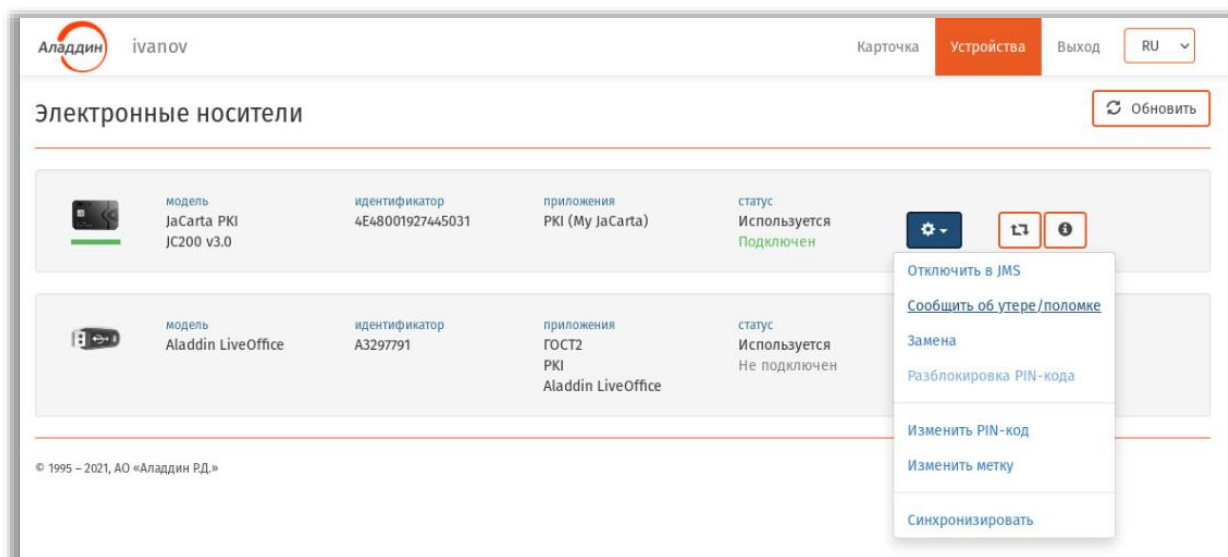 Аладдин ivanov Карточка Устройства Выход RU
Электронные носители Обновить
модель идентификатор приложения статус
JaCarta PKI 4E48001927445031 PKI (My JaCarta) Используется
JC200 v3.0 Подключен
Отключить в JMS
Сообщить об утере/поломке
модель идентификатор приложения статус
Aladdin LiveOffice A3297791 ГОСТ2 Используется
PKI Не подключен
Aladdin LiveOffice
Замена
Разблокировка PIN-кода
Изменить PIN-код
Изменить метку
Синхронизировать
© 1995 – 2021, АО «Аладдин Р.Д.»